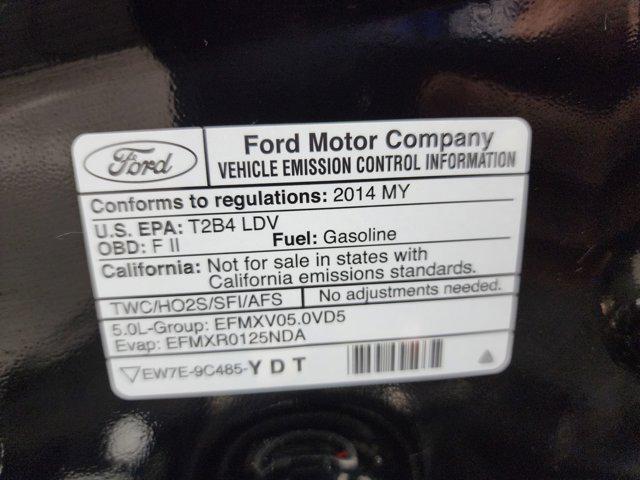 Ford
Ford Motor Company
VEHICLE EMISSION CONTROL INFORMATION
Conforms to regulations: 2014 MY
U.S. EPA: T2B4 LDV
OBD: F II
Fuel: Gasoline
California: Not for sale in states with
California emissions standards.
TWC/HO2S/SFI/AFS
No adjustments needed.
5.0L-Group: EFMXV05.0VD5
Evap: EFMXR0125NDA
EW7E-9C485-YDT